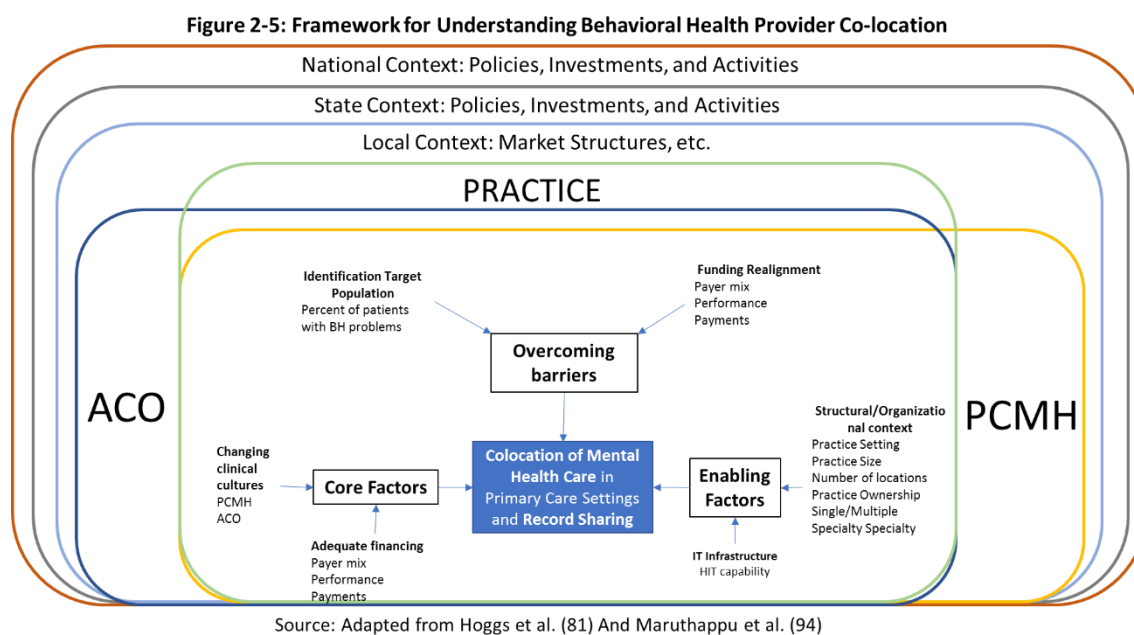 Figure 2-5: Framework for Understanding Behavioral Health Provider Co-location
National Context: Policies, Investments, and Activities
State Context: Policies, Investments, and Activities
Local Context: Market Structures, etc.
PRACTICE
Identification Target
Population
Percent of patients
with BH problems
Funding Realignment
Payer mix
Performance
Payments
Overcoming
barriers
ACO
PCMH
Changing
clinical
cultures
PCMH
ACO
Core Factors
Colocation of Mental
Health Care in
Primary Care Settings
and Record Sharing
Enabling
Factors
Structural/Organizatio
nal context
Practice Setting
Practice Size
Number of locations
Practice Ownership
Single/Multiple
Specialty Specialty
Adequate financing
Payer mix
Performance
Payments
IT Infrastructure
HIT capability
Source: Adapted from Hoggs et al. (81) And Maruthappu et al. (94)